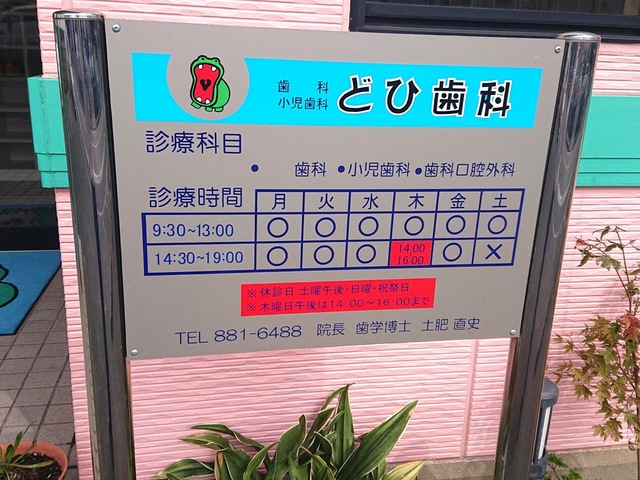 歯科
小児歯科
どひ歯科
診療科目
● 歯科 ●小児歯科 ●歯科口腔外科
診療時間 月 火 水 木 金 土
9:30~13:00 ○ ○ ○ ○ ○ ○
14:30~19:00 ○ ○ ○ 14:00 16:00 ○ ×
※休診日 土曜午後・日曜・祝祭日
※木曜日午後は14:00~16:00まで
TEL 881-6488 院長 歯学博士 土肥 直史